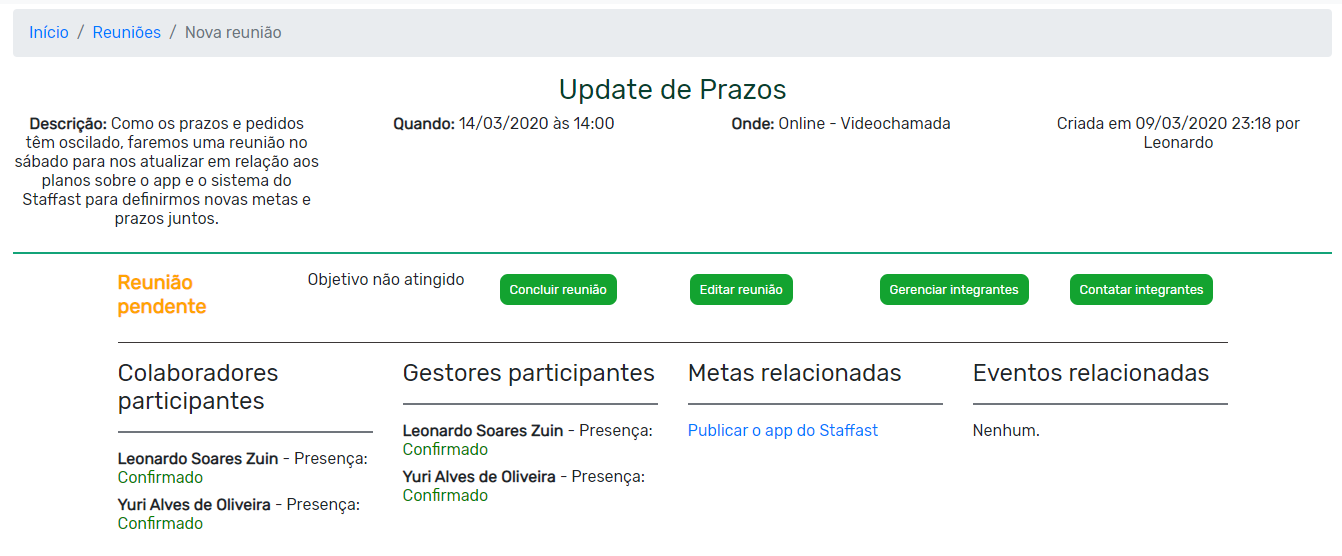 Início / Reuniões / Nova reunião
Update de Prazos
Descrição: Como os prazos e pedidos
têm oscilado, faremos uma reunião no
sábado para nos atualizar em relação aos
planos sobre o app e o sistema do
Staffast para definirmos novas metas e
prazos juntos.
Quando: 14/03/2020 às 14:00
Onde: Online - Videochamada
Criada em 09/03/2020 23:18 por
Leonardo
Reunião
pendente
Objetivo não atingido
Concluir reunião
Editar reunião
Gerenciar integrantes
Contatar integrantes
Colaboradores
participantes
Leonardo Soares Zuin - Presença:
Confirmado
Yuri Alves de Oliveira - Presença:
Confirmado
Gestores participantes
Leonardo Soares Zuin - Presença:
Confirmado
Yuri Alves de Oliveira - Presença:
Confirmado
Metas relacionadas
Publicar o app do Staffast
Eventos relacionados
Nenhum.